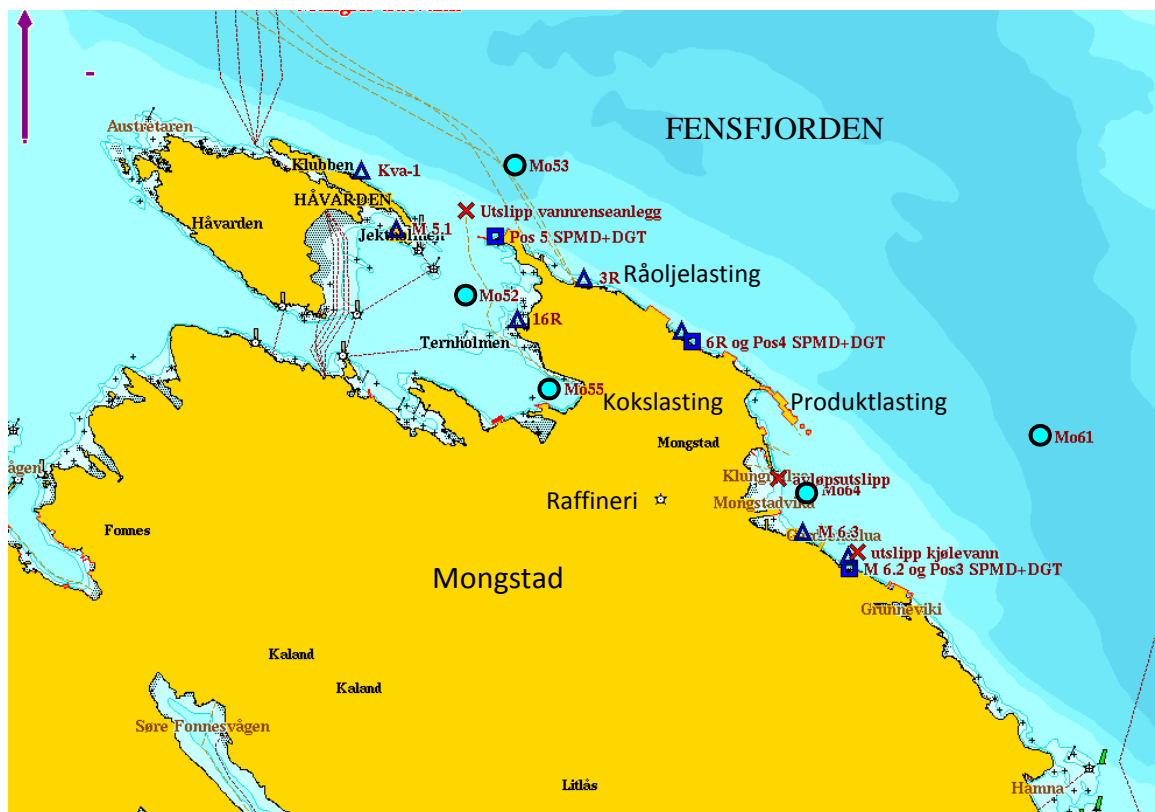 Austretaren
FENSFJORDEN
Klubben
Kva-1
Mo53
HÅVARDEN
Håvarden
Utslipp vannrenseanlegg
M 5.1
Jektholmen
Pos 5 SPMD+DGT
3R
Råoljelasting
Mo52
16R
Ternholmen
6R og Pos4 SPMD+DGT
Mo55
Kokslasting
Produktlasting
Mongstad
Mo61
avløpsutslipp
Mo64
Mongstadvika
Raffineri
Fonnes
M 6.3
utslipp kjølevann
M 6.2 og Pos3 SPMD+DGT
Mongstad
Grunneviki
Kaland
Kaland
Søre Fonnesvågen
Litlås
Hamna